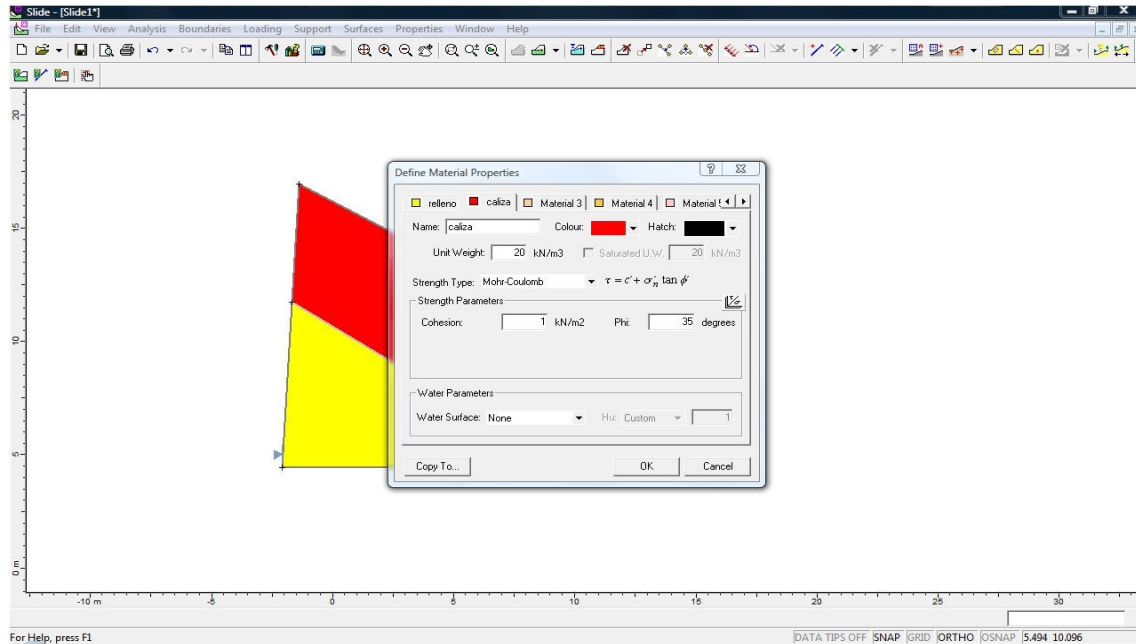 Slide - [Slide1*]
File Edit View Analysis Boundaries Loading Support Surfaces Properties Window Help
20
15
10
5
0 m
Define Material Properties
relleno caliza Material 3 Material 4 Material 5
Name: caliza Colour: Hatch:
Unit Weight: 20 kN/m3 Saturated U.W. 20 kN/m3
Strength Type: Mohr-Coulomb τ = c' + σ'n tan φ'
Strength Parameters
Cohesion: 1 kN/m2 Phi: 35 degrees
Water Parameters
Water Surface: None Hu: Custom 1
Copy To... OK Cancel
-10 m -5 0 5 10 15 20 25 30
For Help, press F1 DATA TIPS OFF SNAP GRID ORTHO OSNAP 5.494 10.096